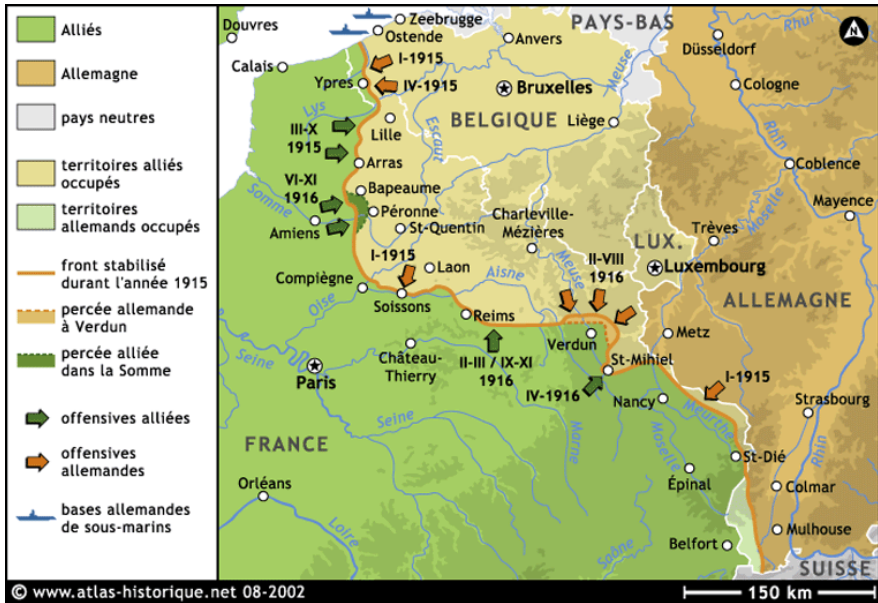 Alliés
Allemagne
pays neutres
territoires alliés
occupés
territoires
allemands occupés
front stabilisé
durant l'année 1915
percée allemande
à Verdun
percée alliée
dans la Somme
offensives alliées
offensives
allemandes
bases allemandes
de sous-marins
Douvres
Zeebrugge
PAYS-BAS
Ostende
Anvers
Rhur
N
Düsseldorf
Calais
I-1915
Meuse
Ypres
IV-1915
Bruxelles
Cologne
Lys
BELGIQUE
Rhin
III-X
1915
Lille
Escaut
Liège
Arras
Coblence
VI-XI
1916
Bapeaume
Somme
Péronne
Charleville-
Mézières
Moselle
Mayence
Amiens
St-Quentin
Trèves
LUX.
I-1915
Laon
Meuse
II-VIII
1916
Luxembourg
Compiègne
Aisne
ALLEMAGNE
Oise
Soissons
Reims
Verdun
Metz
Seine
Château-
Thierry
II-III / IX-XI
1916
St-Mihiel
Paris
IV-1916
I-1915
Nancy
Meurthe
Strasbourg
Seine
Marne
Moselle
Rhin
FRANCE
St-Dié
Orléans
Épinal
Colmar
Loire
Saône
Mulhouse
Belfort
SUISSE
© www.atlas-historique.net 08-2002
150 km